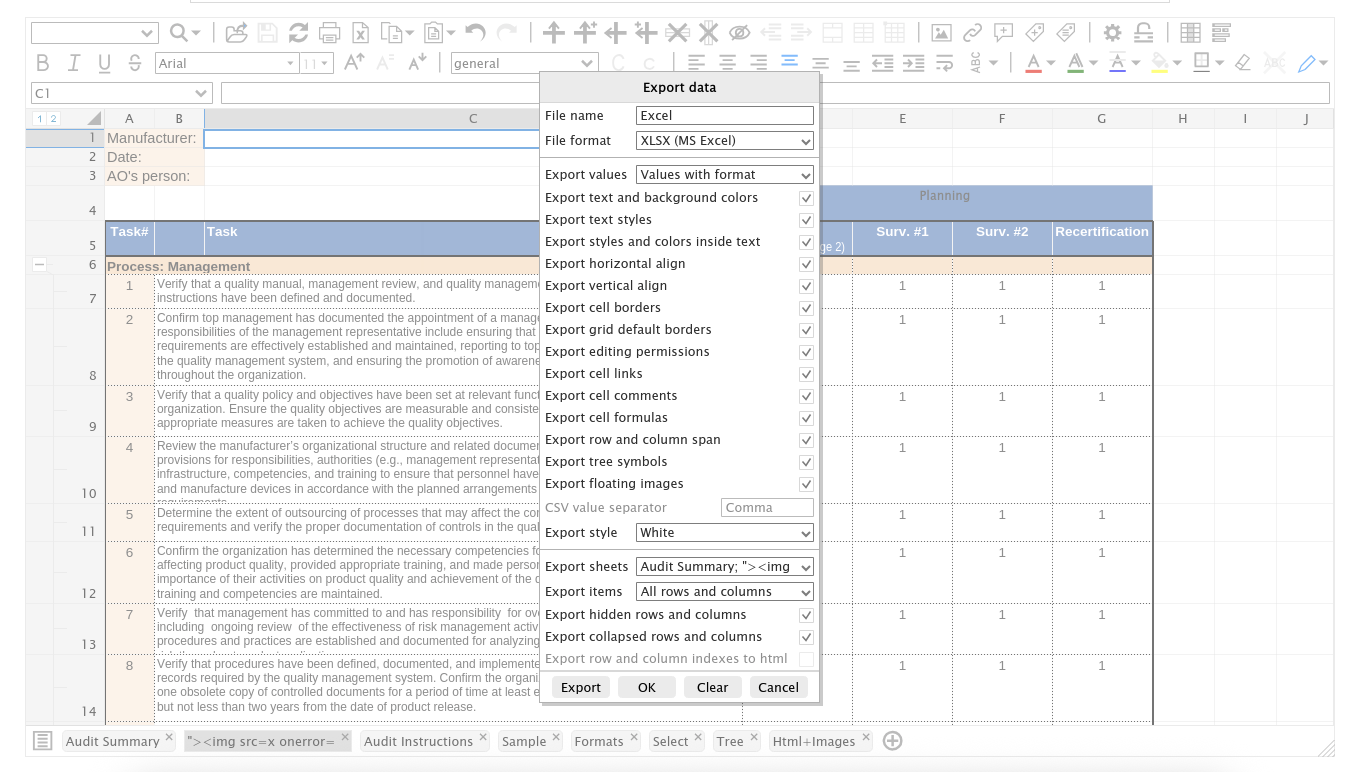 Arial
11
general
C1
Export data
File name
Excel
File format
XLSX (MS Excel)
Export values
Values with format
Export text and background colors
Export text styles
Export styles and colors inside text
Export horizontal align
Export vertical align
Export cell borders
Export grid default borders
Export editing permissions
Export cell links
Export cell comments
Export cell formulas
Export row and column span
Export tree symbols
Export floating images
CSV value separator
Comma
Export style
White
Export sheets
Audit Summary; "><img
Export items
All rows and columns
Export hidden rows and columns
Export collapsed rows and columns
Export row and column indexes to html
Export OK Clear Cancel
1 2 A B C E F G H I J
1 Manufacturer:
2 Date:
3 AO's person:
4 Planning
5 Task# Task ge 2) Surv. #1 Surv. #2 Recertification
6 Process: Management
7 1 Verify that a quality manual, management review, and quality manageme 1 1 1
instructions have been defined and documented.
8 2 Confirm top management has documented the appointment of a manage 1 1 1
responsibilities of the management representative include ensuring that
requirements are effectively established and maintained, reporting to top
the quality management system, and ensuring the promotion of awarene
throughout the organization.
9 3 Verify that a quality policy and objectives have been set at relevant funct 1 1 1
organization. Ensure the quality objectives are measurable and consiste
appropriate measures are taken to achieve the quality objectives.
10 4 Review the manufacturer's organizational structure and related documer 1 1 1
provisions for responsibilities, authorities (e.g., management representat
infrastructure, competencies, and training to ensure that personnel have
and manufacture devices in accordance with the planned arrangements
11 5 Determine the extent of outsourcing of processes that may affect the cor 1 1 1
requirements and verify the proper documentation of controls in the qual
12 6 Confirm the organization has determined the necessary competencies fo 1 1 1
affecting product quality, provided appropriate training, and made person
importance of their activities on product quality and achievement of the q
training and competencies are maintained.
13 7 Verify that management has committed to and has responsibility for ove 1 1 1
including ongoing review of the effectiveness of risk management activ
procedures and practices are established and documented for analyzing
14 8 Verify that procedures have been defined, documented, and implemente 1 1 1
records required by the quality management system. Confirm the organi
one obsolete copy of controlled documents for a period of time at least e
but not less than two years from the date of product release.
Audit Summary "><img src=x onerror= Audit Instructions Sample Formats Select Tree Html+Images